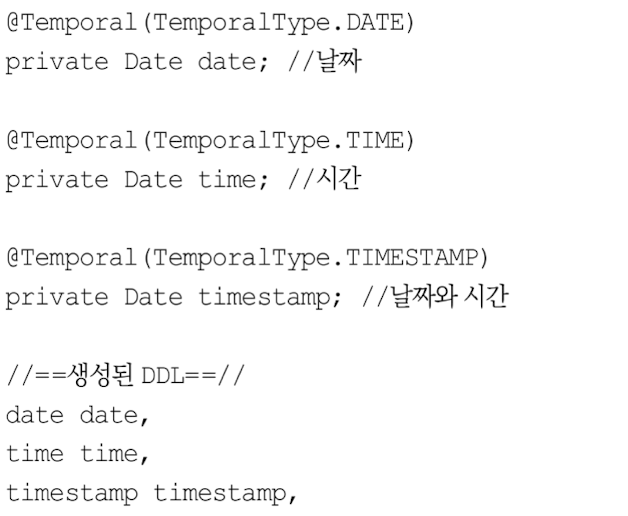 @Temporal(TemporalType.DATE)
private Date date; //날짜
@Temporal(TemporalType.TIME)
private Date time; //시간
@Temporal(TemporalType.TIMESTAMP)
private Date timestamp; //날짜와 시간
//==생성된 DDL==//
date date,
time time,
timestamp timestamp,